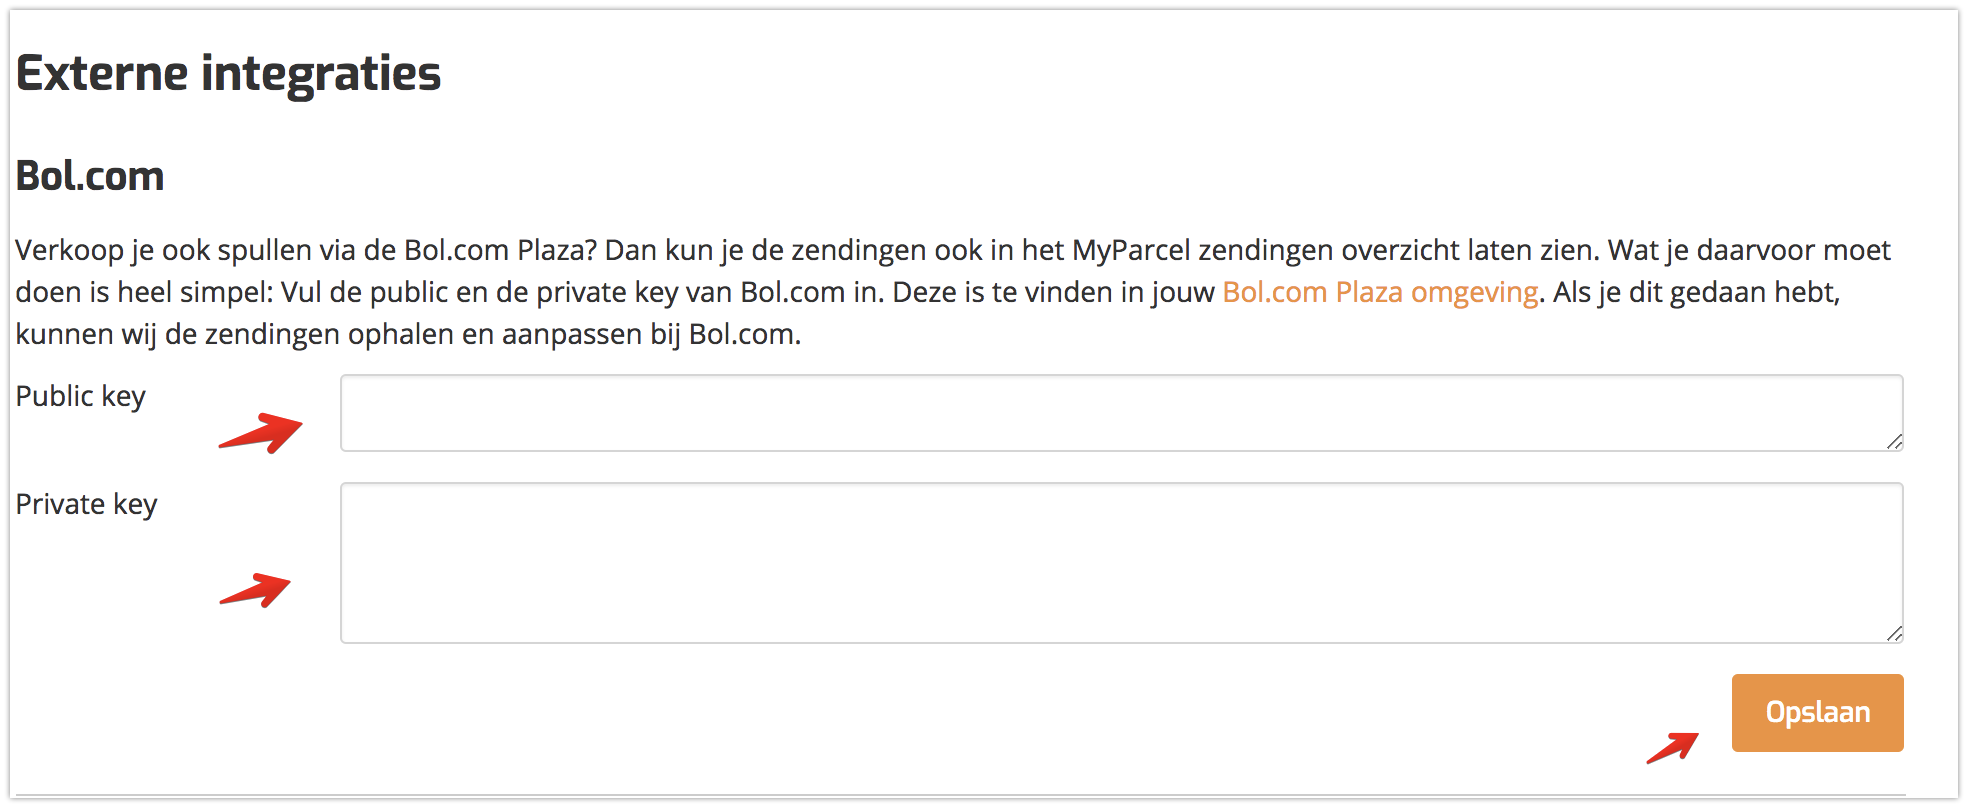 Externe integraties
Bol.com
Verkoop je ook spullen via de Bol.com Plaza? Dan kun je de zendingen ook in het MyParcel zendingen overzicht laten zien. Wat je daarvoor moet
doen is heel simpel: Vul de public en de private key van Bol.com in. Deze is te vinden in jouw Bol.com Plaza omgeving. Als je dit gedaan hebt,
kunnen wij de zendingen ophalen en aanpassen bij Bol.com.
Public key
Private key
Opslaan